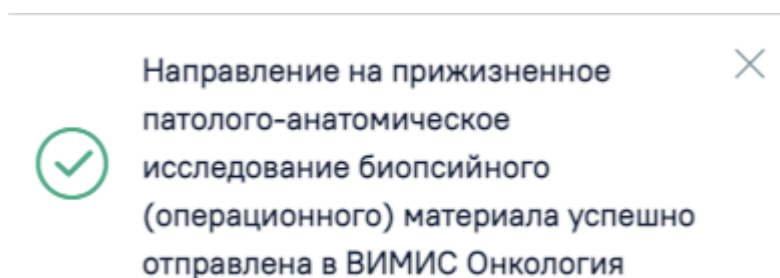 Направление на прижизненное
патолого-анатомическое
исследование биопсийного
(операционного) материала успешно
отправлена в ВИМИС Онкология